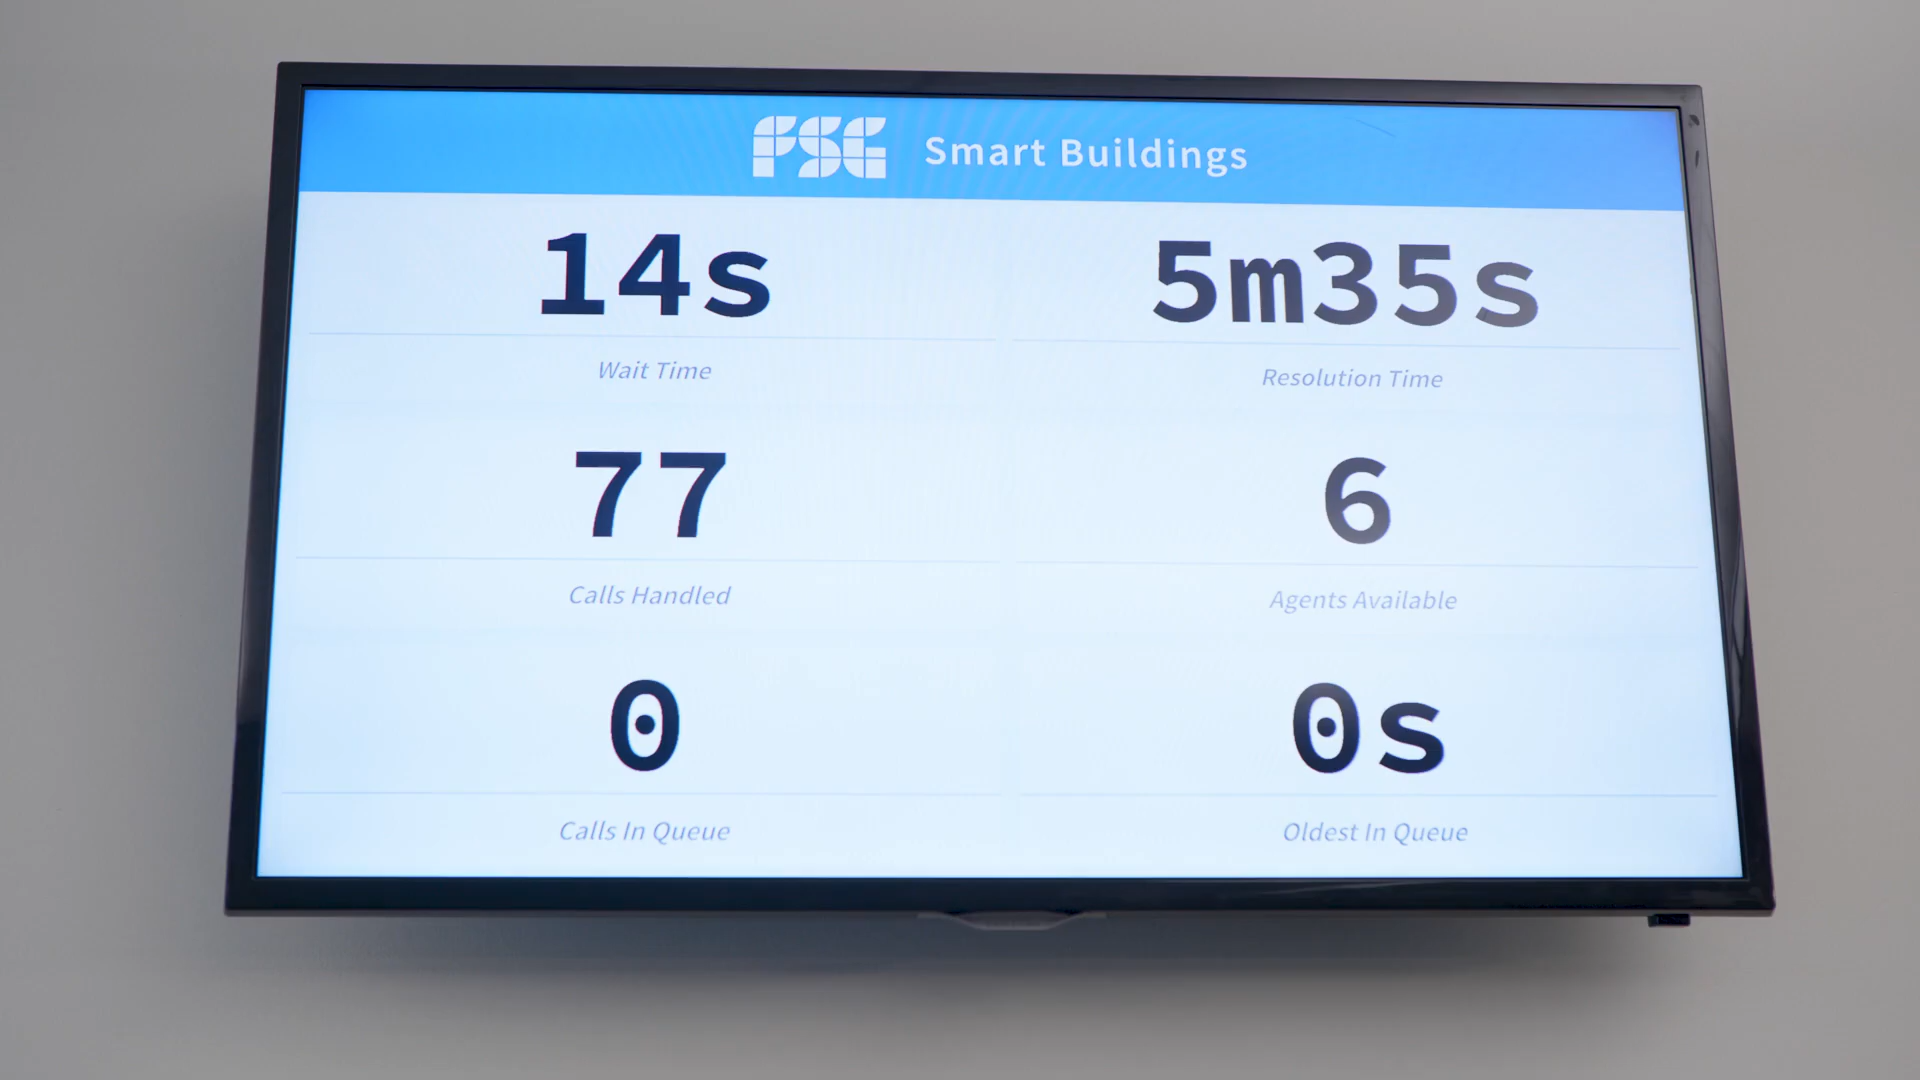 FSG Smart Buildings
14s
5m35s
Wait Time
Resolution Time
77
6
Calls Handled
Agents Available
0
0s
Calls In Queue
Oldest In Queue